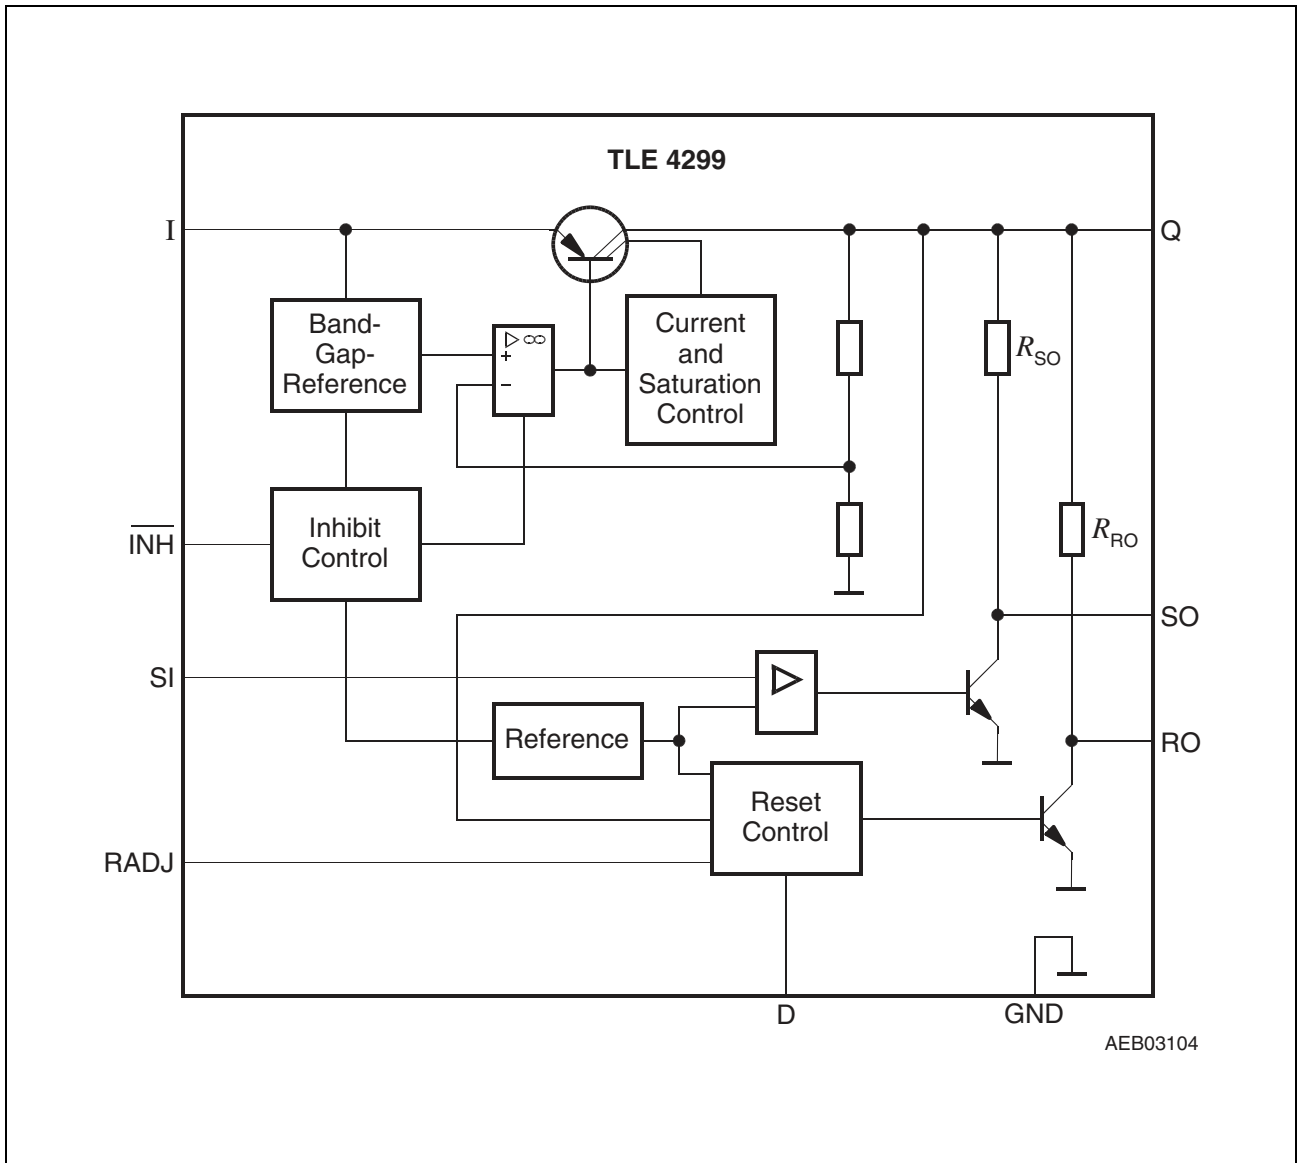 TLE 4299
I
Q
Band-
Gap-
Reference
▷ ∞
+
−
Current
and
Saturation
Control
R_SO
I̅N̅H̅
Inhibit
Control
R_RO
SO
SI
Reference
RO
Reset
Control
RADJ
D
GND
AEB03104